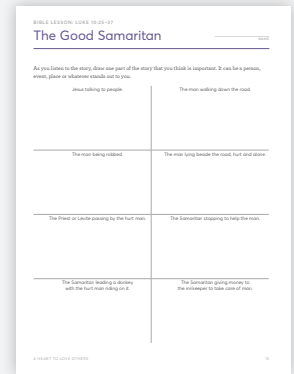 BIBLE LESSON: LUKE 10:25-37
The Good Samaritan
NAME
As you listen to the story, draw one part of the story that you think is important. It can be a person,
event, place or whatever stands out to you.
Jesus talking to people.
The man walking down the road.
The man being robbed.
The man lying beside the road, hurt and alone.
The Priest or Levite passing by the hurt man.
The Samaritan stopping to help the man.
The Samaritan leading a donkey
with the hurt man riding on it.
The Samaritan giving money to
the innkeeper to take care of man.
A HEART TO LOVE OTHERS